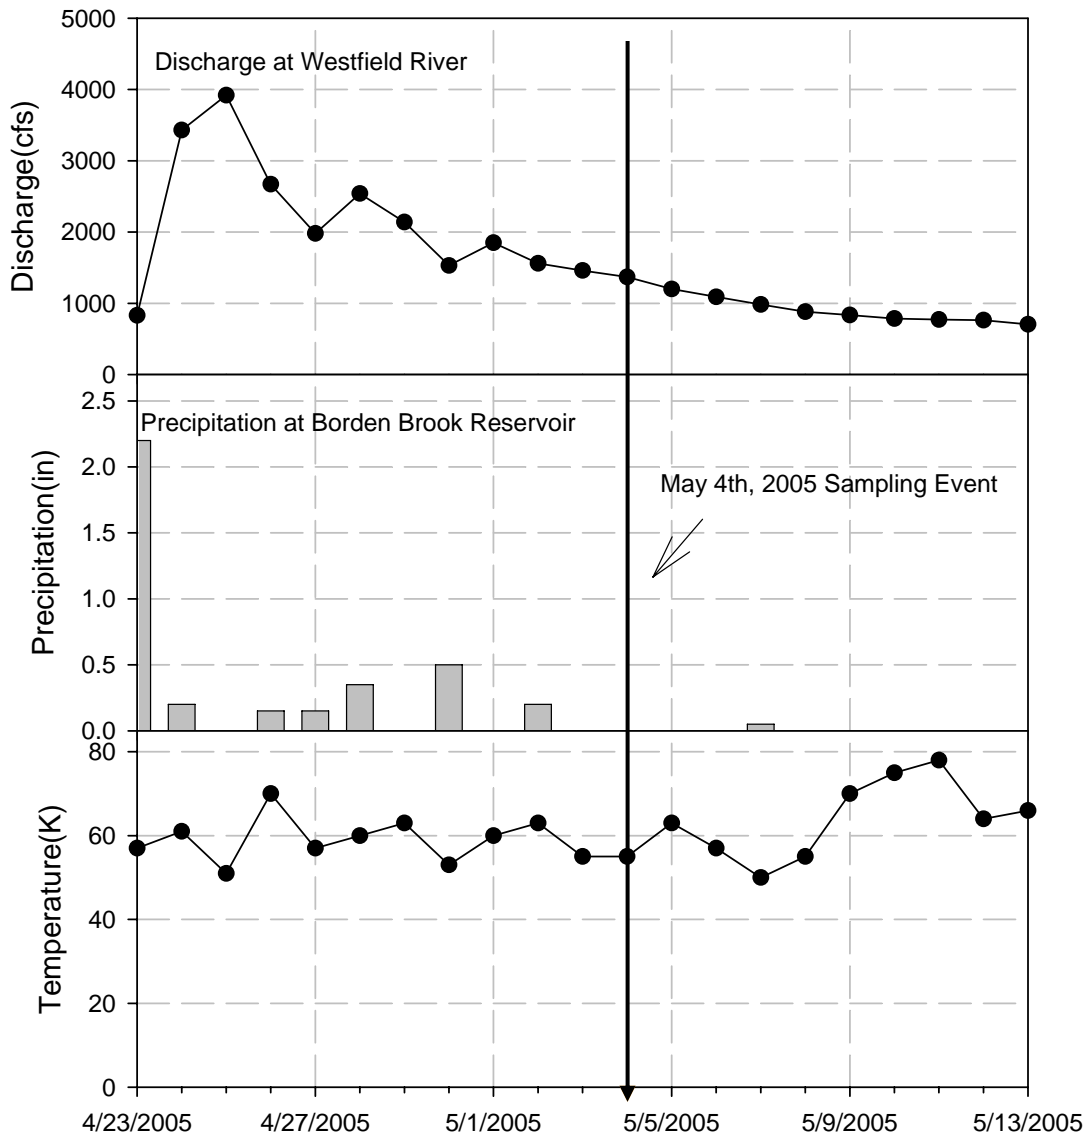 5000
Discharge at Westfield River
4000
3000
2000
1000
0
Discharge(cfs)
2.5
Precipitation at Borden Brook Reservoir
2.0
May 4th, 2005 Sampling Event
1.5
1.0
0.5
0.0
Precipitation(in)
80
60
40
20
0
Temperature(K)
4/23/2005 4/27/2005 5/1/2005 5/5/2005 5/9/2005 5/13/2005